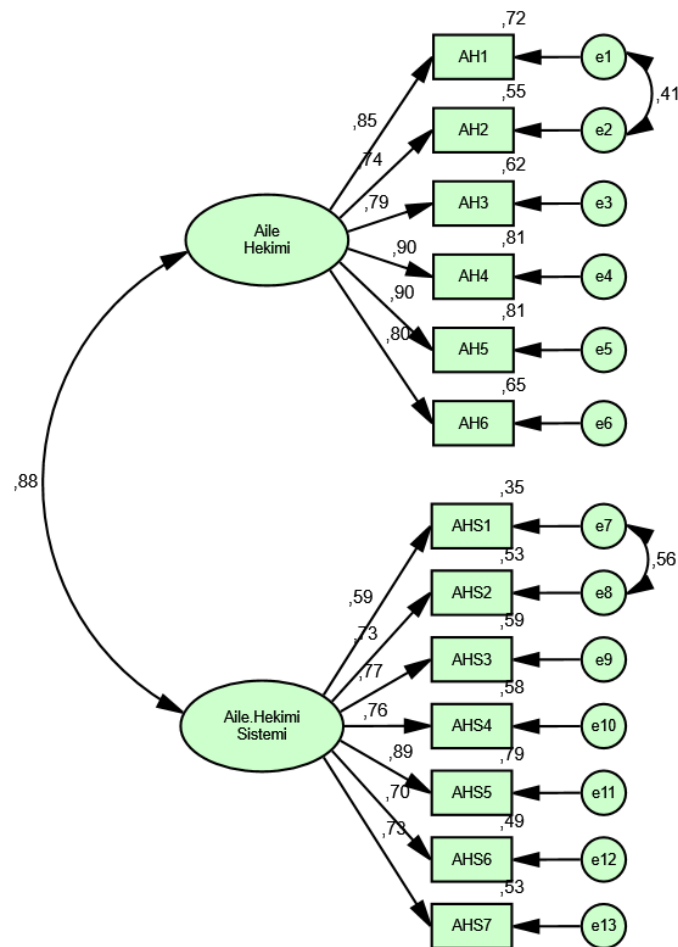 ,72
AH1
e1
,41
,85
,55
AH2
e2
,74
,62
AH3
e3
,79
Aile
Hekimi
,81
AH4
e4
,90
,81
AH5
e5
,90
,65
AH6
e6
,80
,88
,35
AHS1
e7
,56
,59
,53
AHS2
e8
,73
,59
AHS3
e9
,77
,58
AHS4
e10
,76
Aile.Hekimi
Sistemi
,79
AHS5
e11
,89
,49
AHS6
e12
,70
,53
AHS7
e13
,73